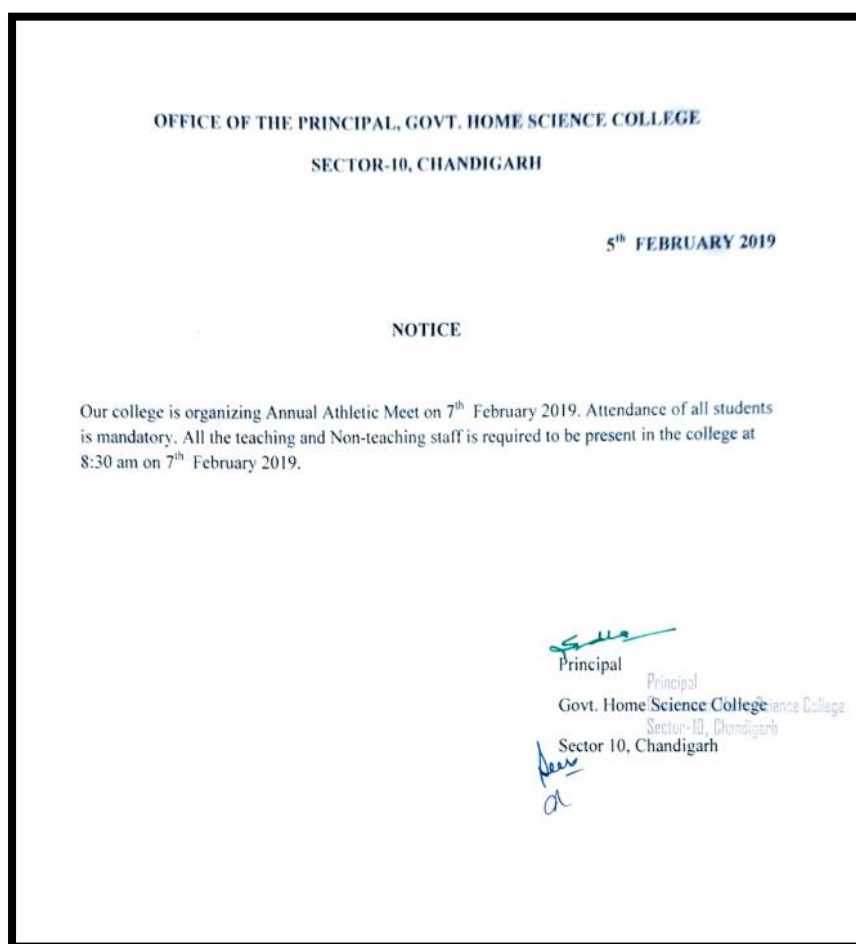 OFFICE OF THE PRINCIPAL, GOVT. HOME SCIENCE COLLEGE
SECTOR-10, CHANDIGARH
5th FEBRUARY 2019
NOTICE
Our college is organizing Annual Athletic Meet on 7th February 2019. Attendance of all students
is mandatory. All the teaching and Non-teaching staff is required to be present in the college at
8:30 am on 7th February 2019.
Principal
Principal
Govt. Home Science College
Science College
Sector-10, Chandigarh
Sector 10, Chandigarh